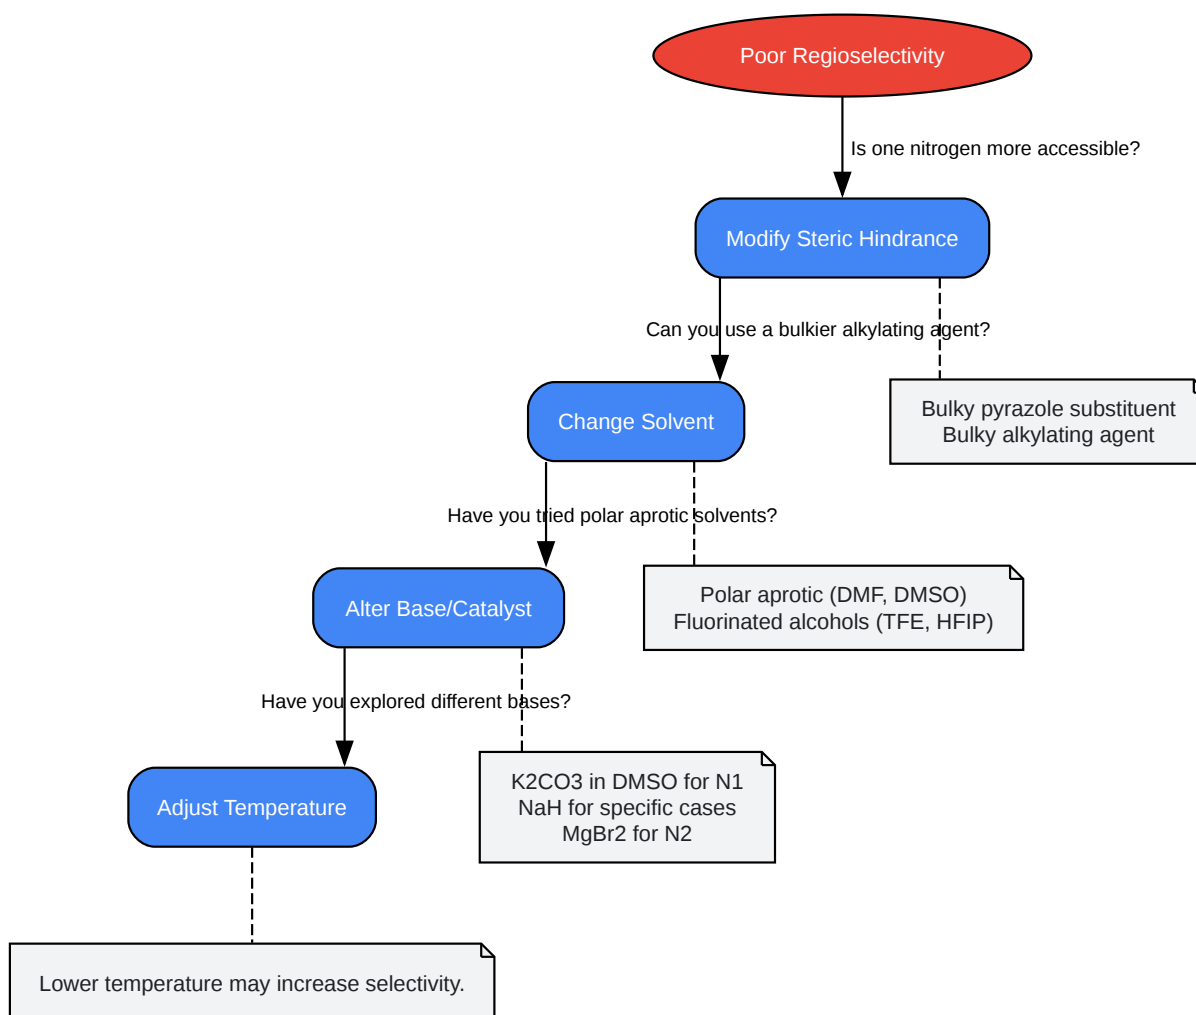 Poor Regioselectivity
Is one nitrogen more accessible?
Modify Steric Hindrance
Can you use a bulkier alkylating agent?
Bulky pyrazole substituent
Bulky alkylating agent
Change Solvent
Have you tried polar aprotic solvents?
Polar aprotic (DMF, DMSO)
Fluorinated alcohols (TFE, HFIP)
Alter Base/Catalyst
Have you explored different bases?
K2CO3 in DMSO for N1
NaH for specific cases
MgBr2 for N2
Adjust Temperature
Lower temperature may increase selectivity.